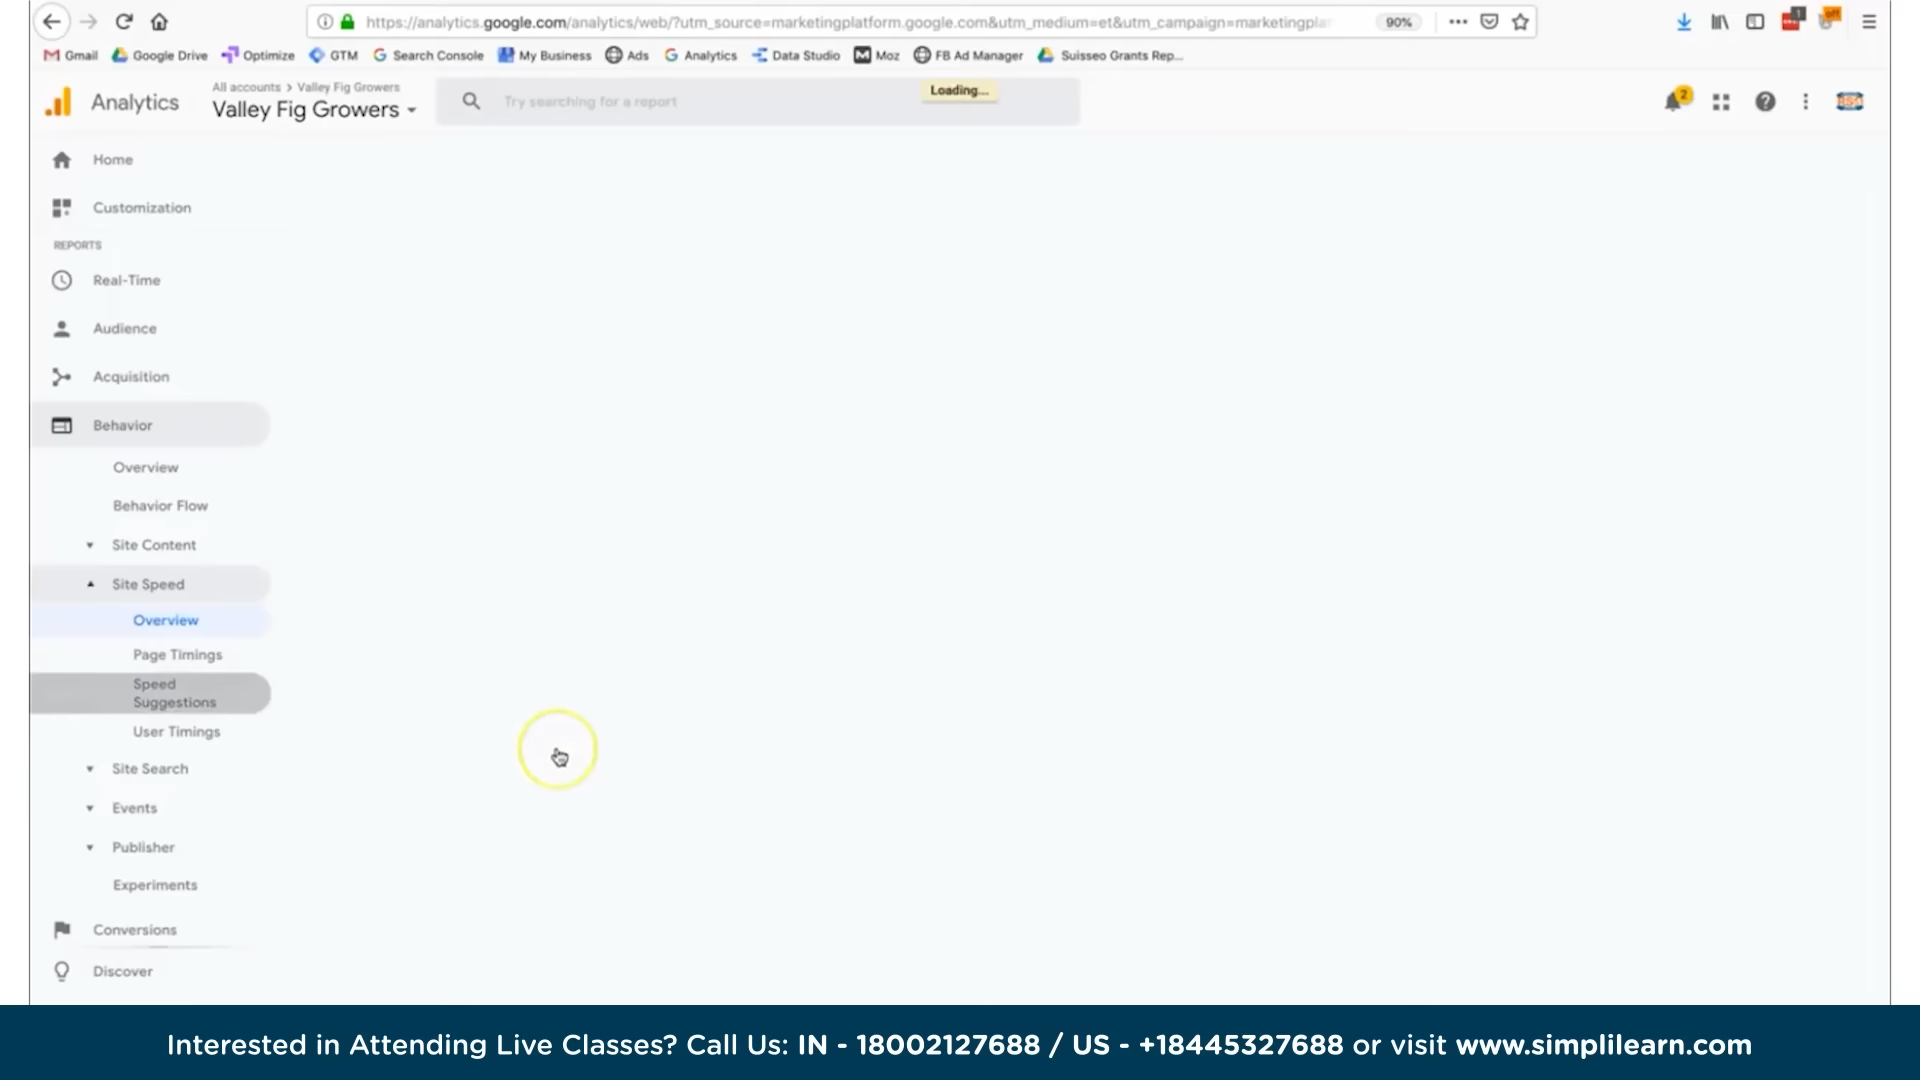 https://analytics.google.com/analytics/web/?utm_source=marketingplatform.google.com&utm_medium=et&utm_campaign=marketingpla
90%
Gmail Google Drive Optimize GTM Search Console My Business Ads Analytics Data Studio Moz FB Ad Manager Suisseo Grants Rep...
Analytics
All accounts > Valley Fig Growers
Valley Fig Growers
Try searching for a report
Loading...
2
Home
Customization
REPORTS
Real-Time
Audience
Acquisition
Behavior
Overview
Behavior Flow
Site Content
Site Speed
Overview
Page Timings
Speed
Suggestions
User Timings
Site Search
Events
Publisher
Experiments
Conversions
Discover
Interested in Attending Live Classes? Call Us: IN - 18002127688 / US - +18445327688 or visit www.simplilearn.com